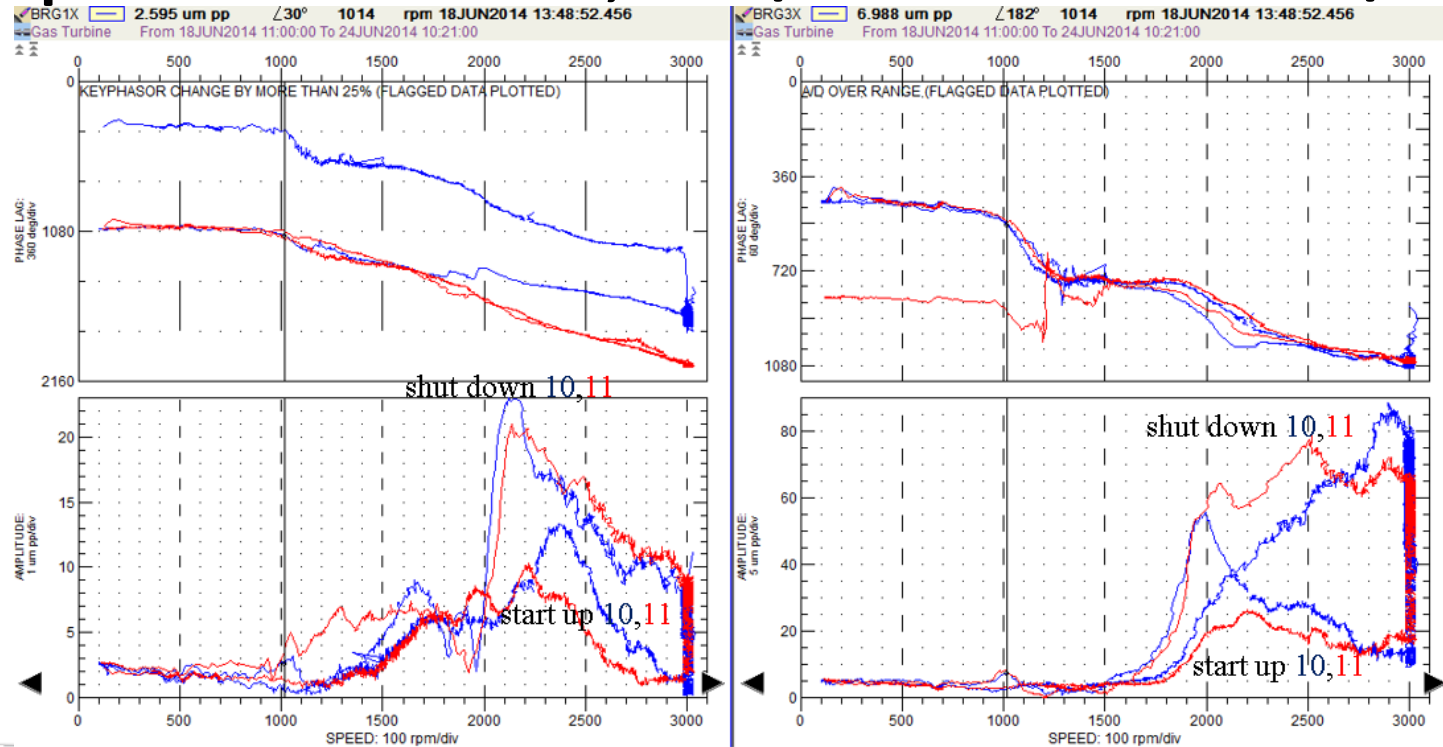 BRG1X 2.595 um pp ∠30° 1014 rpm 18JUN2014 13:48:52.456
Gas Turbine From 18JUN2014 11:00:00 To 24JUN2014 10:21:00
0 500 1000 1500 2000 2500 3000
KEYPHASOR CHANGE BY MORE THAN 25% (FLAGGED DATA PLOTTED)
PHASE LAG:
360 deg/div
0
1080
2160
shut down 10,11
AMPLITUDE:
1 um pp/div
20
15
10
5
0
start up 10,11
0 500 1000 1500 2000 2500 3000
SPEED: 100 rpm/div
BRG3X 6.988 um pp ∠182° 1014 rpm 18JUN2014 13:48:52.456
Gas Turbine From 18JUN2014 11:00:00 To 24JUN2014 10:21:00
0 500 1000 1500 2000 2500 3000
A/D OVER RANGE (FLAGGED DATA PLOTTED)
PHASE LAG:
60 deg/div
0
360
720
1080
shut down 10,11
AMPLITUDE:
5 um pp/div
80
60
40
20
0
start up 10,11
0 500 1000 1500 2000 2500 3000
SPEED: 100 rpm/div